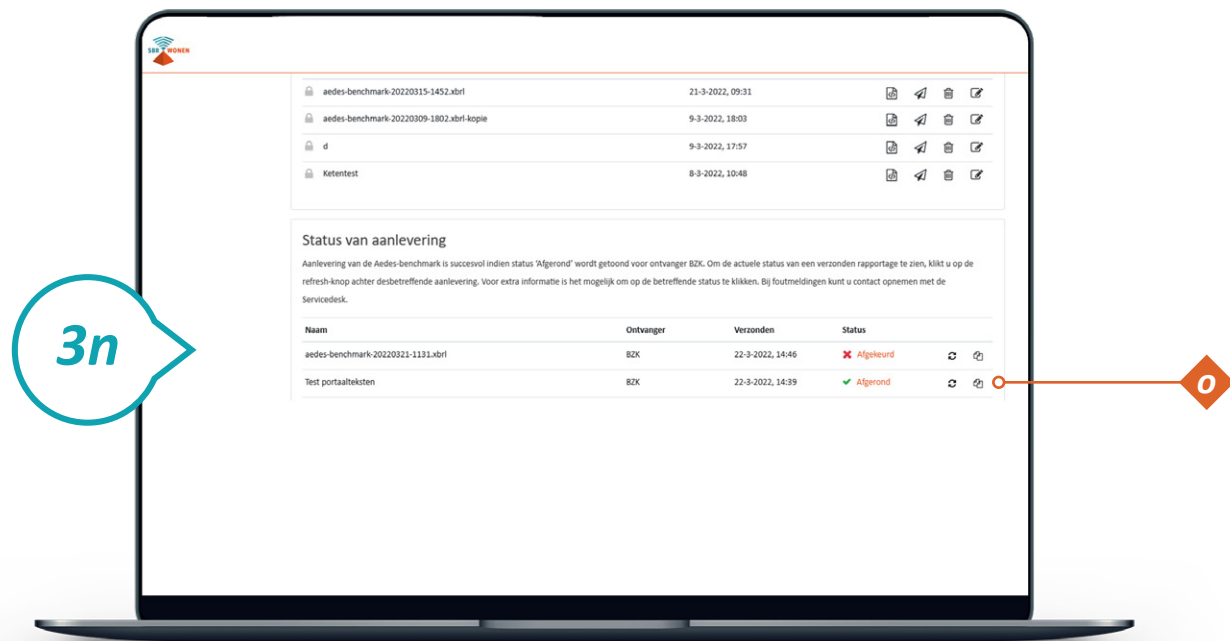 SBR WONEN
aedes-benchmark-20220315-1452.xbrl 21-3-2022, 09:31
aedes-benchmark-20220309-1802.xbrl-kopie 9-3-2022, 18:03
d 9-3-2022, 17:57
Ketentest 8-3-2022, 10:48
Status van aanlevering
Aanlevering van de Aedes-benchmark is succesvol indien status 'Afgerond' wordt getoond voor ontvanger BZK. Om de actuele status van een verzonden rapportage te zien, klikt u op de
refresh-knop achter desbetreffende aanlevering. Voor extra informatie is het mogelijk om op de betreffende status te klikken. Bij foutmeldingen kunt u contact opnemen met de
Servicedesk.
Naam Ontvanger Verzonden Status
aedes-benchmark-20220321-1131.xbrl BZK 22-3-2022, 14:46 Afgekeurd
Test portaalteksten BZK 22-3-2022, 14:39 Afgerond
3n
o